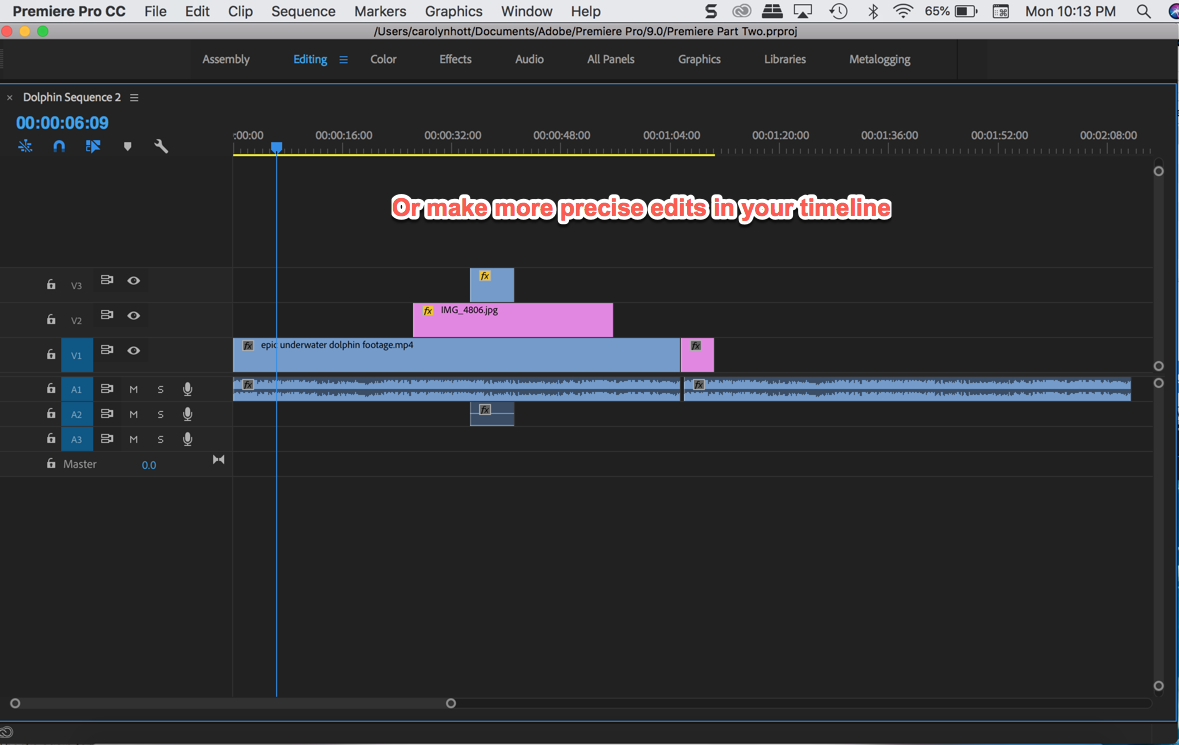 Premiere Pro CC File Edit Clip Sequence Markers Graphics Window Help 65% Mon 10:13 PM
/Users/carolynhott/Documents/Adobe/Premiere Pro/9.0/Premiere Part Two.prproj
Assembly Editing Color Effects Audio All Panels Graphics Libraries Metalogging
× Dolphin Sequence 2
00:00:06:09
:00:00 00:00:16:00 00:00:32:00 00:00:48:00 00:01:04:00 00:01:20:00 00:01:36:00 00:01:52:00 00:02:08:00
Or make more precise edits in your timeline
V3 fx
V2 fx IMG_4806.jpg
V1 fx epic underwater dolphin footage.mp4 fx
A1 M S fx fx
A2 M S fx
A3 M S
Master 0.0